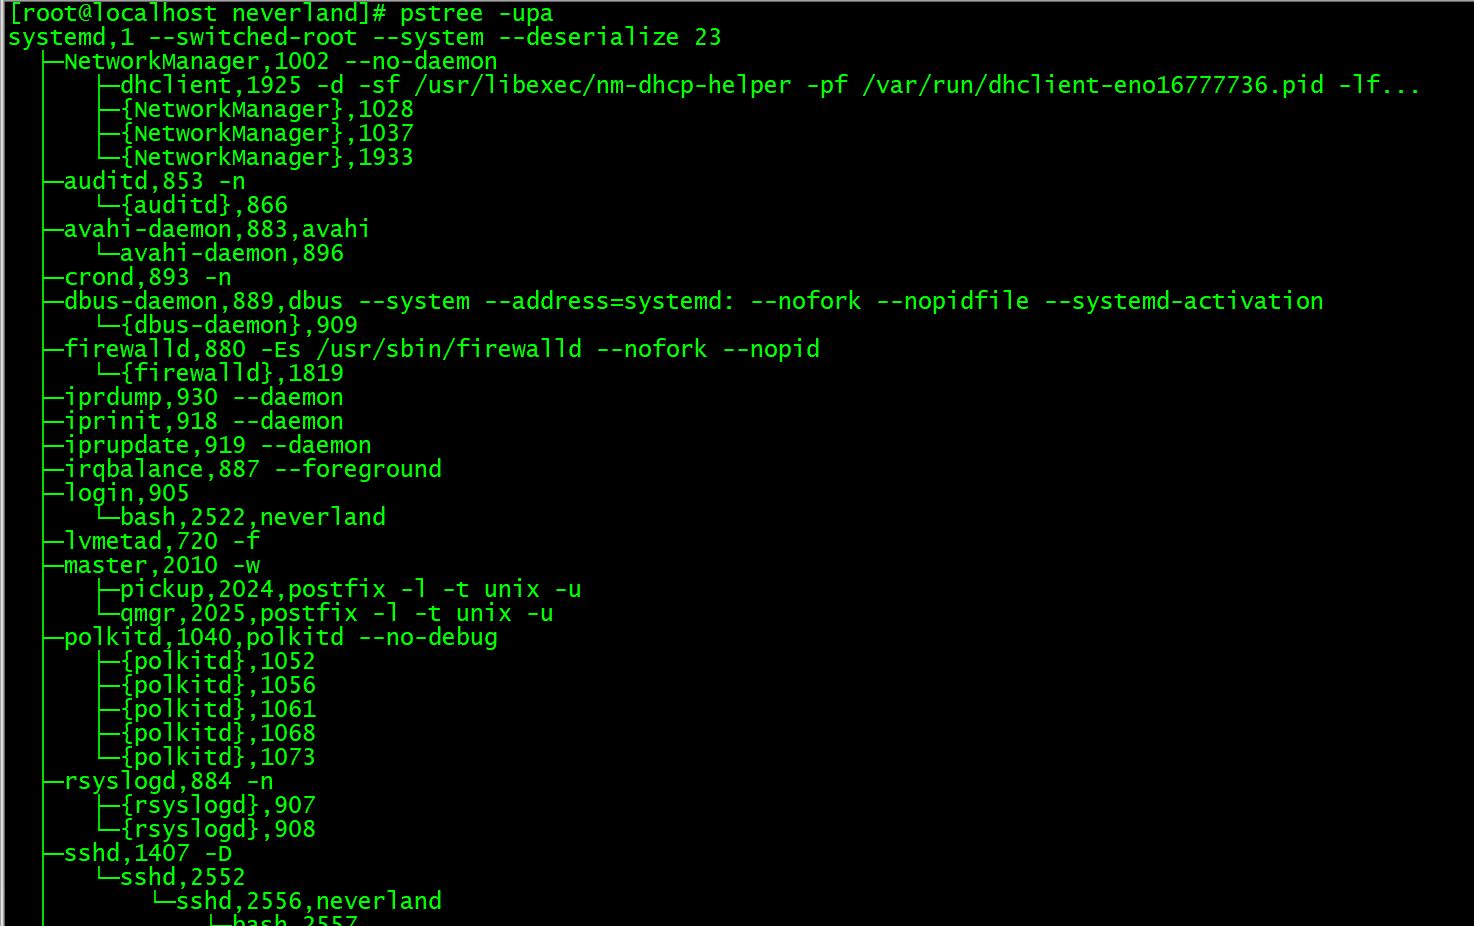 [root@localhost neverland]# pstree -upa
systemd,1 --switched-root --system --deserialize 23
  ├─NetworkManager,1002 --no-daemon
  │   ├─dhclient,1925 -d -sf /usr/libexec/nm-dhcp-helper -pf /var/run/dhclient-eno16777736.pid -lf...
  │   ├─{NetworkManager},1028
  │   ├─{NetworkManager},1037
  │   └─{NetworkManager},1933
  ├─auditd,853 -n
  │   └─{auditd},866
  ├─avahi-daemon,883,avahi
  │   └─avahi-daemon,896
  ├─crond,893 -n
  ├─dbus-daemon,889,dbus --system --address=systemd: --nofork --nopidfile --systemd-activation
  │   └─{dbus-daemon},909
  ├─firewalld,880 -Es /usr/sbin/firewalld --nofork --nopid
  │   └─{firewalld},1819
  ├─iprdump,930 --daemon
  ├─iprinit,918 --daemon
  ├─iprupdate,919 --daemon
  ├─irqbalance,887 --foreground
  ├─login,905
  │   └─bash,2522,neverland
  ├─lvmetad,720 -f
  ├─master,2010 -w
  │   ├─pickup,2024,postfix -l -t unix -u
  │   └─qmgr,2025,postfix -l -t unix -u
  ├─polkitd,1040,polkitd --no-debug
  │   ├─{polkitd},1052
  │   ├─{polkitd},1056
  │   ├─{polkitd},1061
  │   ├─{polkitd},1068
  │   └─{polkitd},1073
  ├─rsyslogd,884 -n
  │   ├─{rsyslogd},907
  │   └─{rsyslogd},908
  ├─sshd,1407 -D
  │   └─sshd,2552
  │       └─sshd,2556,neverland
  │           └─bash,2557